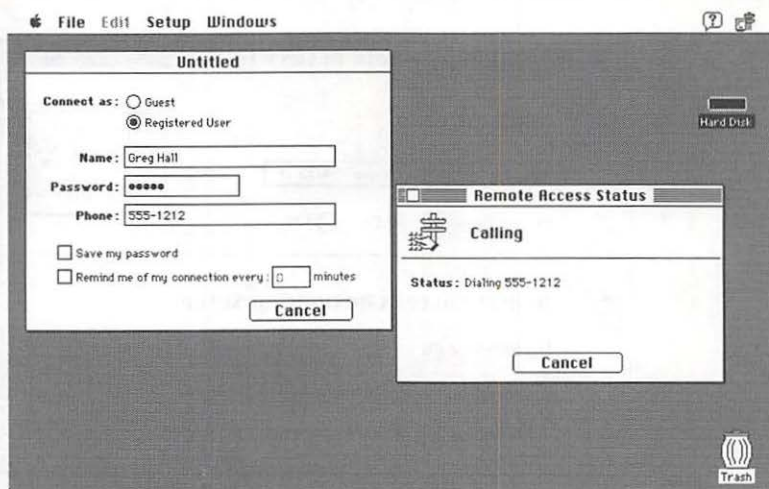 File Edit Setup Windows
Untitled
Connect as: Guest
Registered User
Name: Greg Hall
Password: •••••
Phone: 555-1212
Save my password
Remind me of my connection every: minutes
Cancel
Hard Disk
Remote Access Status
Calling
Status: Dialing 555-1212
Cancel
Trash